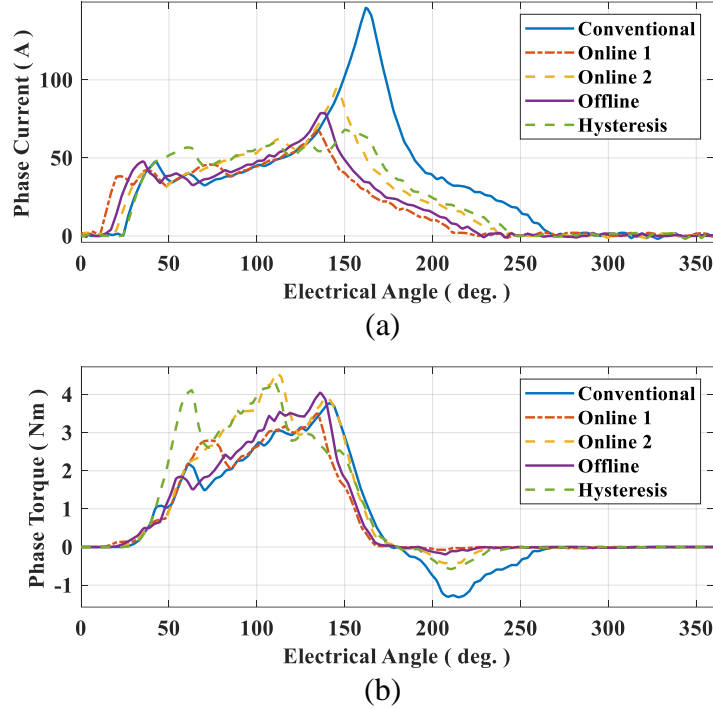 Phase Current ( A )
100
50
0
0 50 100 150 200 250 300 350
Electrical Angle ( deg. )
Conventional
Online 1
Online 2
Offline
Hysteresis
(a)
Phase Torque ( Nm )
4
3
2
1
0
-1
0 50 100 150 200 250 300 350
Electrical Angle ( deg. )
Conventional
Online 1
Online 2
Offline
Hysteresis
(b)